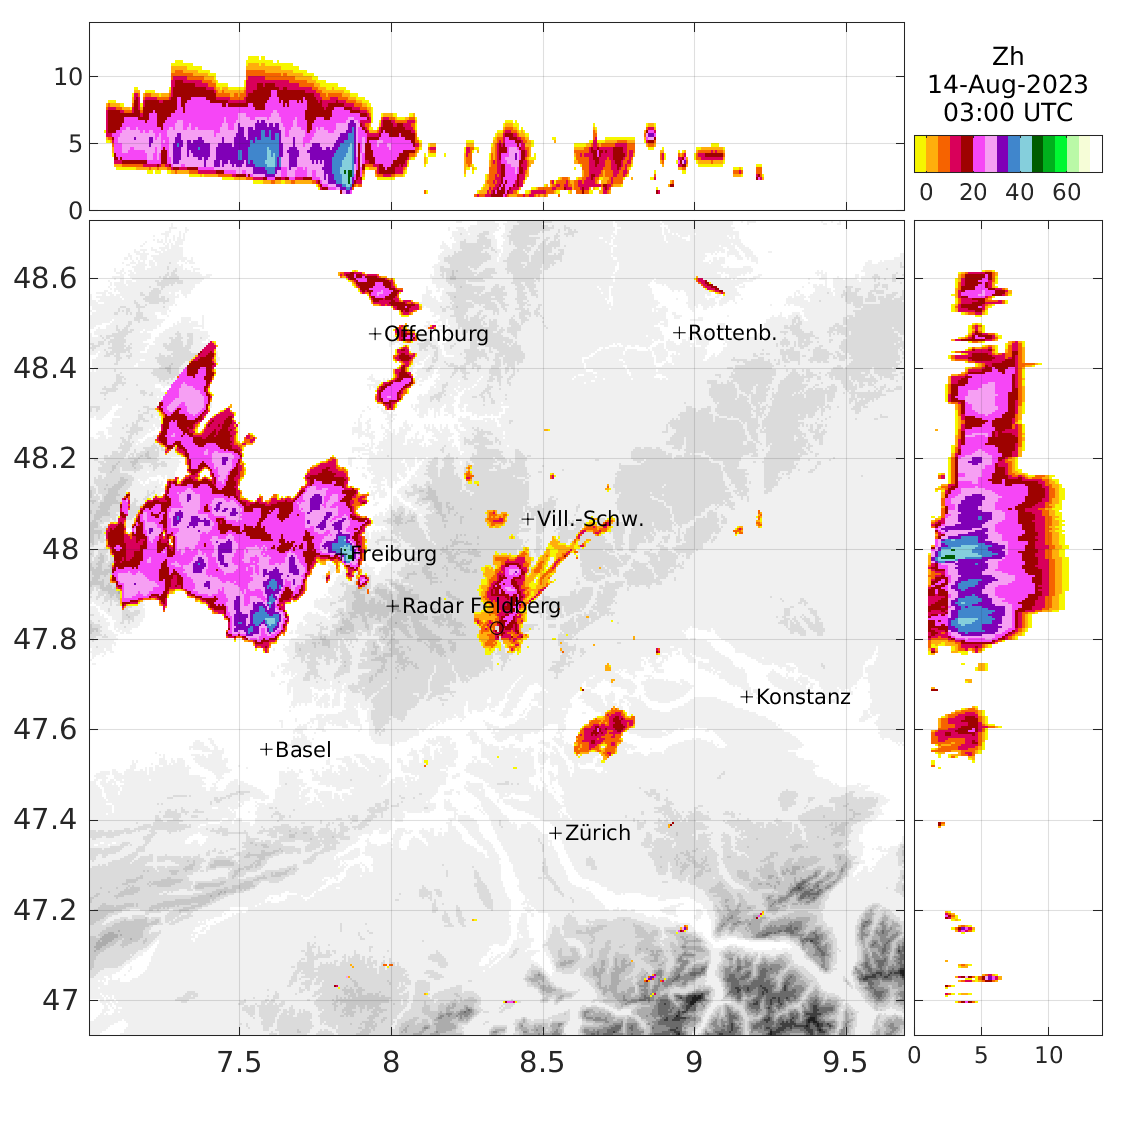 Zh
14-Aug-2023
03:00 UTC
0 20 40 60
10
5
0
48.6
48.4
48.2
48
47.8
47.6
47.4
47.2
47
Offenburg
Rottenb.
Vill.-Schw.
Freiburg
Radar Feldberg
Konstanz
Basel
Zürich
7.5 8 8.5 9 9.5
0 5 10